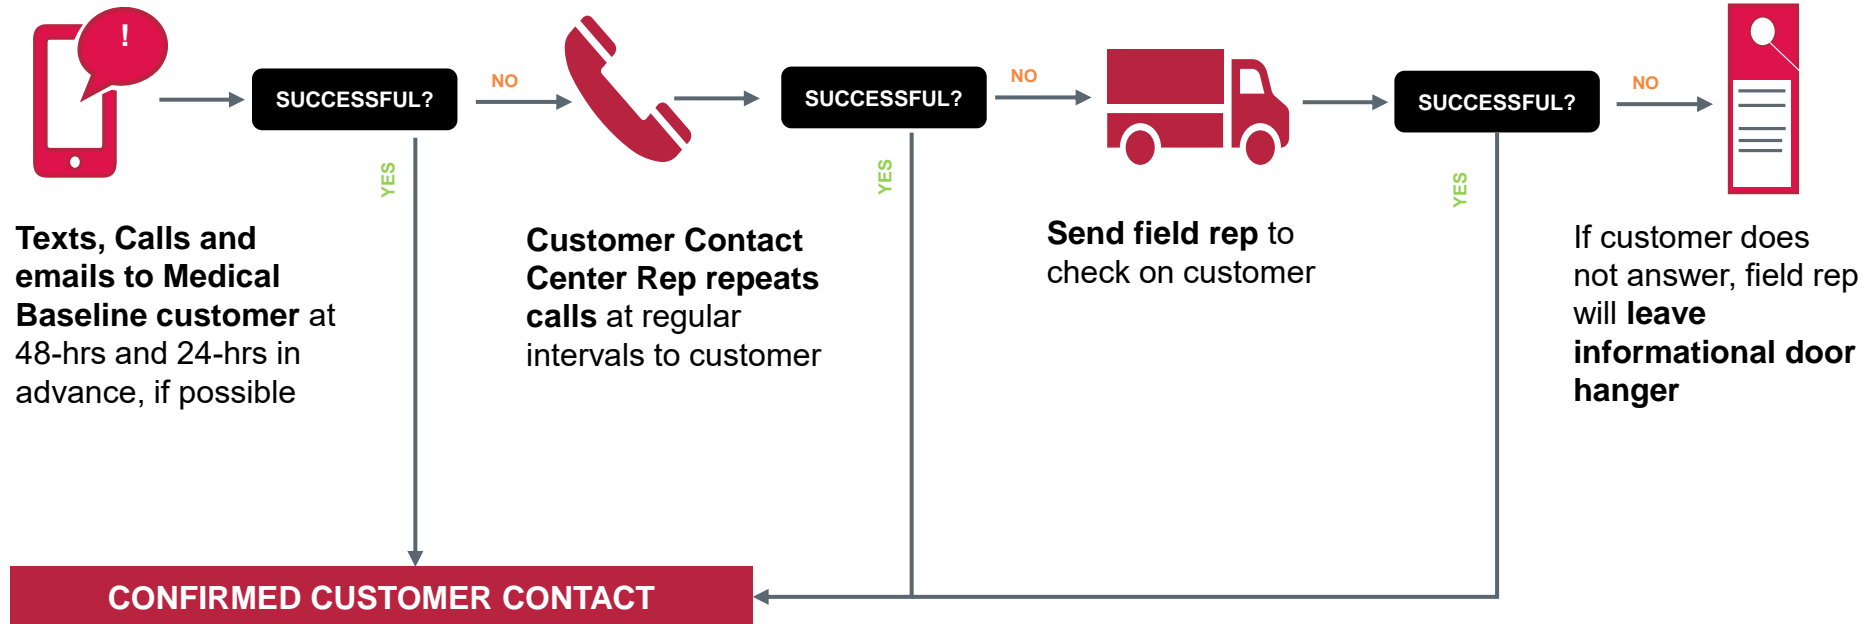 !
SUCCESSFUL?
NO
YES
SUCCESSFUL?
NO
YES
SUCCESSFUL?
NO
YES
Texts, Calls and
emails to Medical
Baseline customer at
48-hrs and 24-hrs in
advance, if possible
Customer Contact
Center Rep repeats
calls at regular
intervals to customer
Send field rep to
check on customer
If customer does
not answer, field rep
will leave
informational door
hanger
CONFIRMED CUSTOMER CONTACT